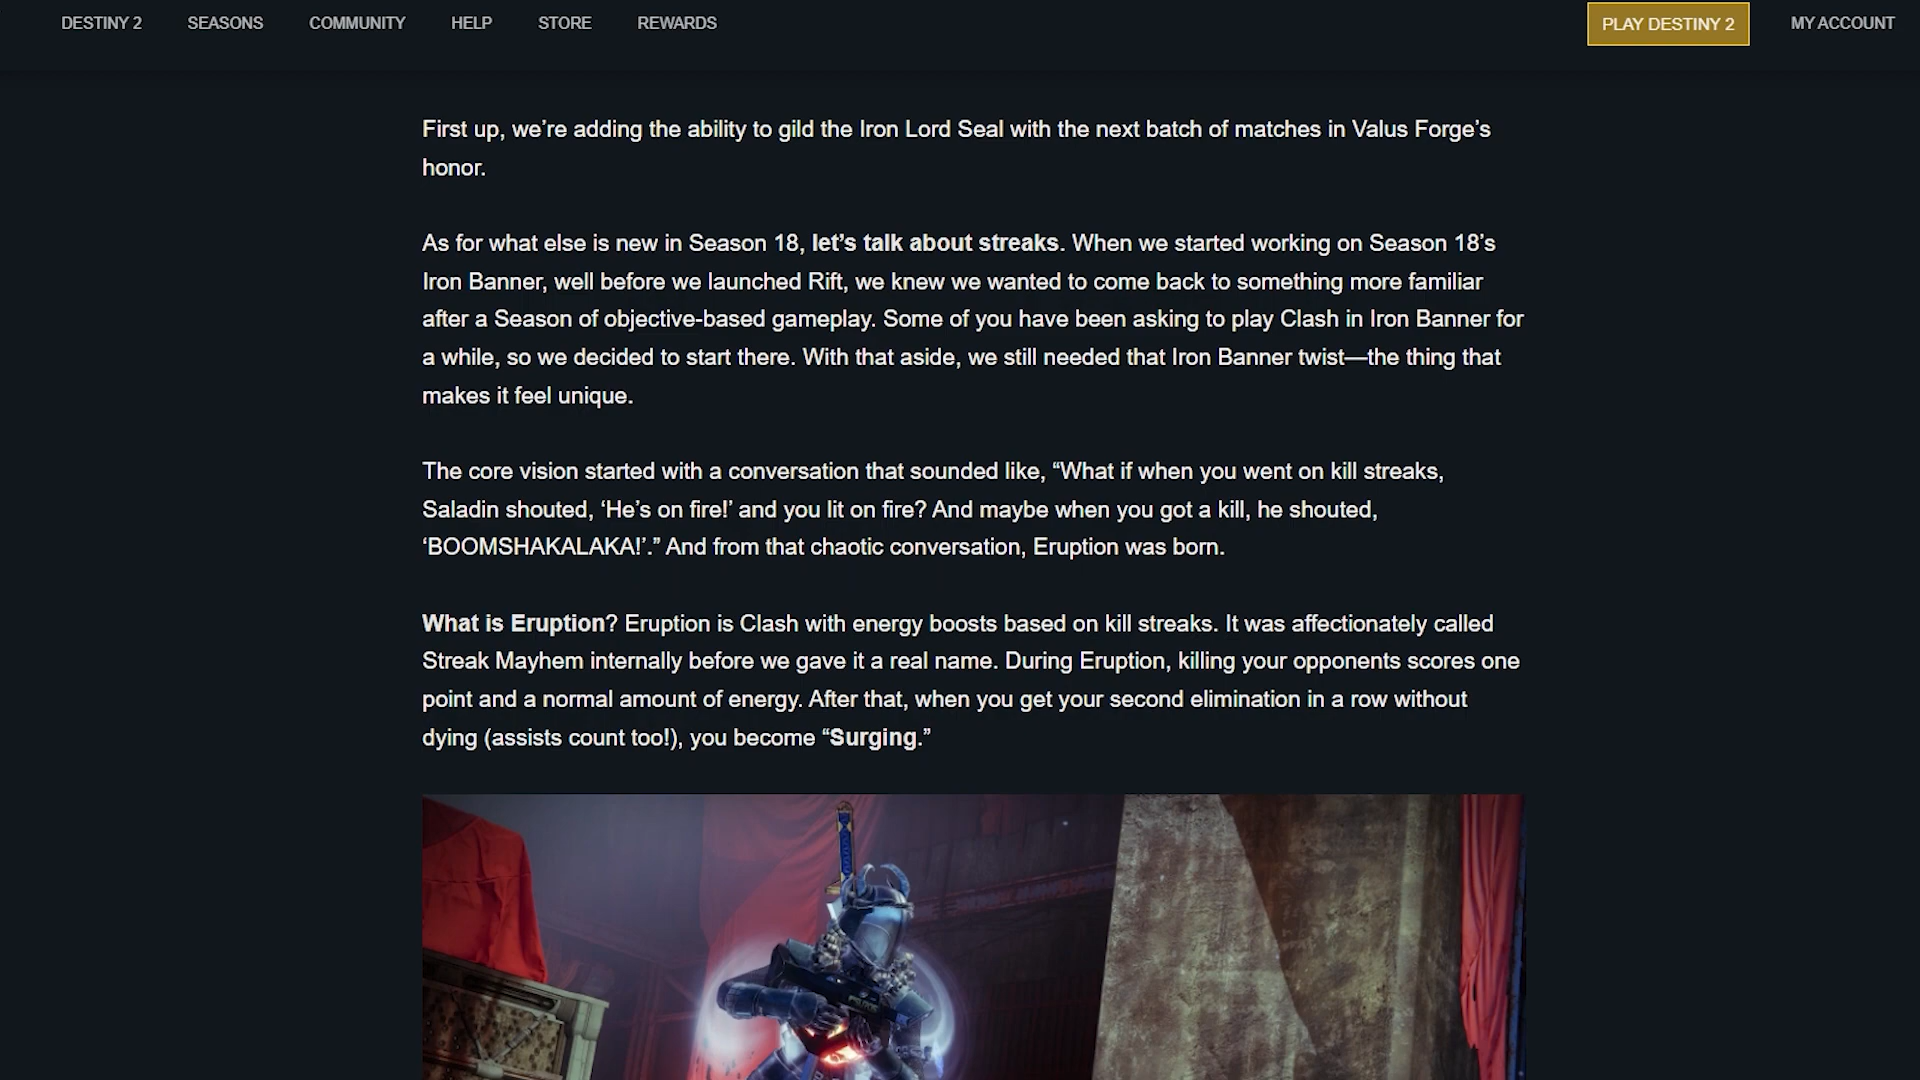 DESTINY 2 SEASONS COMMUNITY HELP STORE REWARDS PLAY DESTINY 2 MY ACCOUNT
First up, we’re adding the ability to gild the Iron Lord Seal with the next batch of matches in Valus Forge’s
honor.
As for what else is new in Season 18, let’s talk about streaks. When we started working on Season 18’s
Iron Banner, well before we launched Rift, we knew we wanted to come back to something more familiar
after a Season of objective-based gameplay. Some of you have been asking to play Clash in Iron Banner for
a while, so we decided to start there. With that aside, we still needed that Iron Banner twist—the thing that
makes it feel unique.
The core vision started with a conversation that sounded like, “What if when you went on kill streaks,
Saladin shouted, ‘He’s on fire!’ and you lit on fire? And maybe when you got a kill, he shouted,
‘BOOMSHAKALAKA!’.” And from that chaotic conversation, Eruption was born.
What is Eruption? Eruption is Clash with energy boosts based on kill streaks. It was affectionately called
Streak Mayhem internally before we gave it a real name. During Eruption, killing your opponents scores one
point and a normal amount of energy. After that, when you get your second elimination in a row without
dying (assists count too!), you become “Surging.”